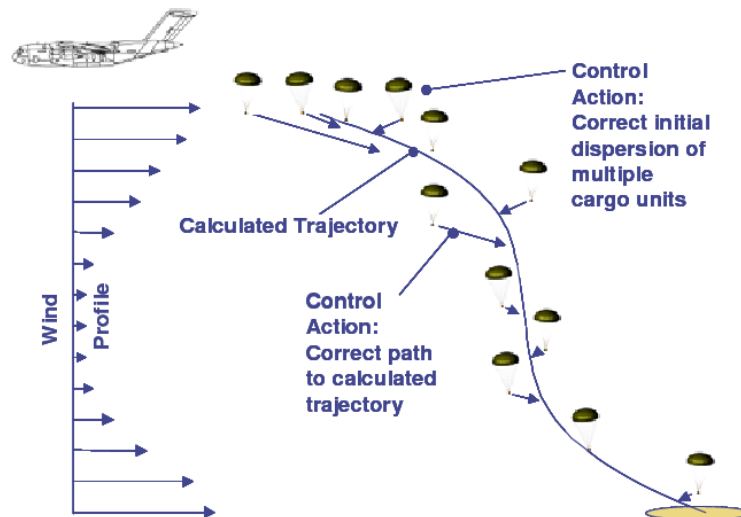 Control
Action:
Correct initial
dispersion of
multiple
cargo units
Calculated Trajectory
Control
Action:
Correct path
to calculated
trajectory
Wind
Profile